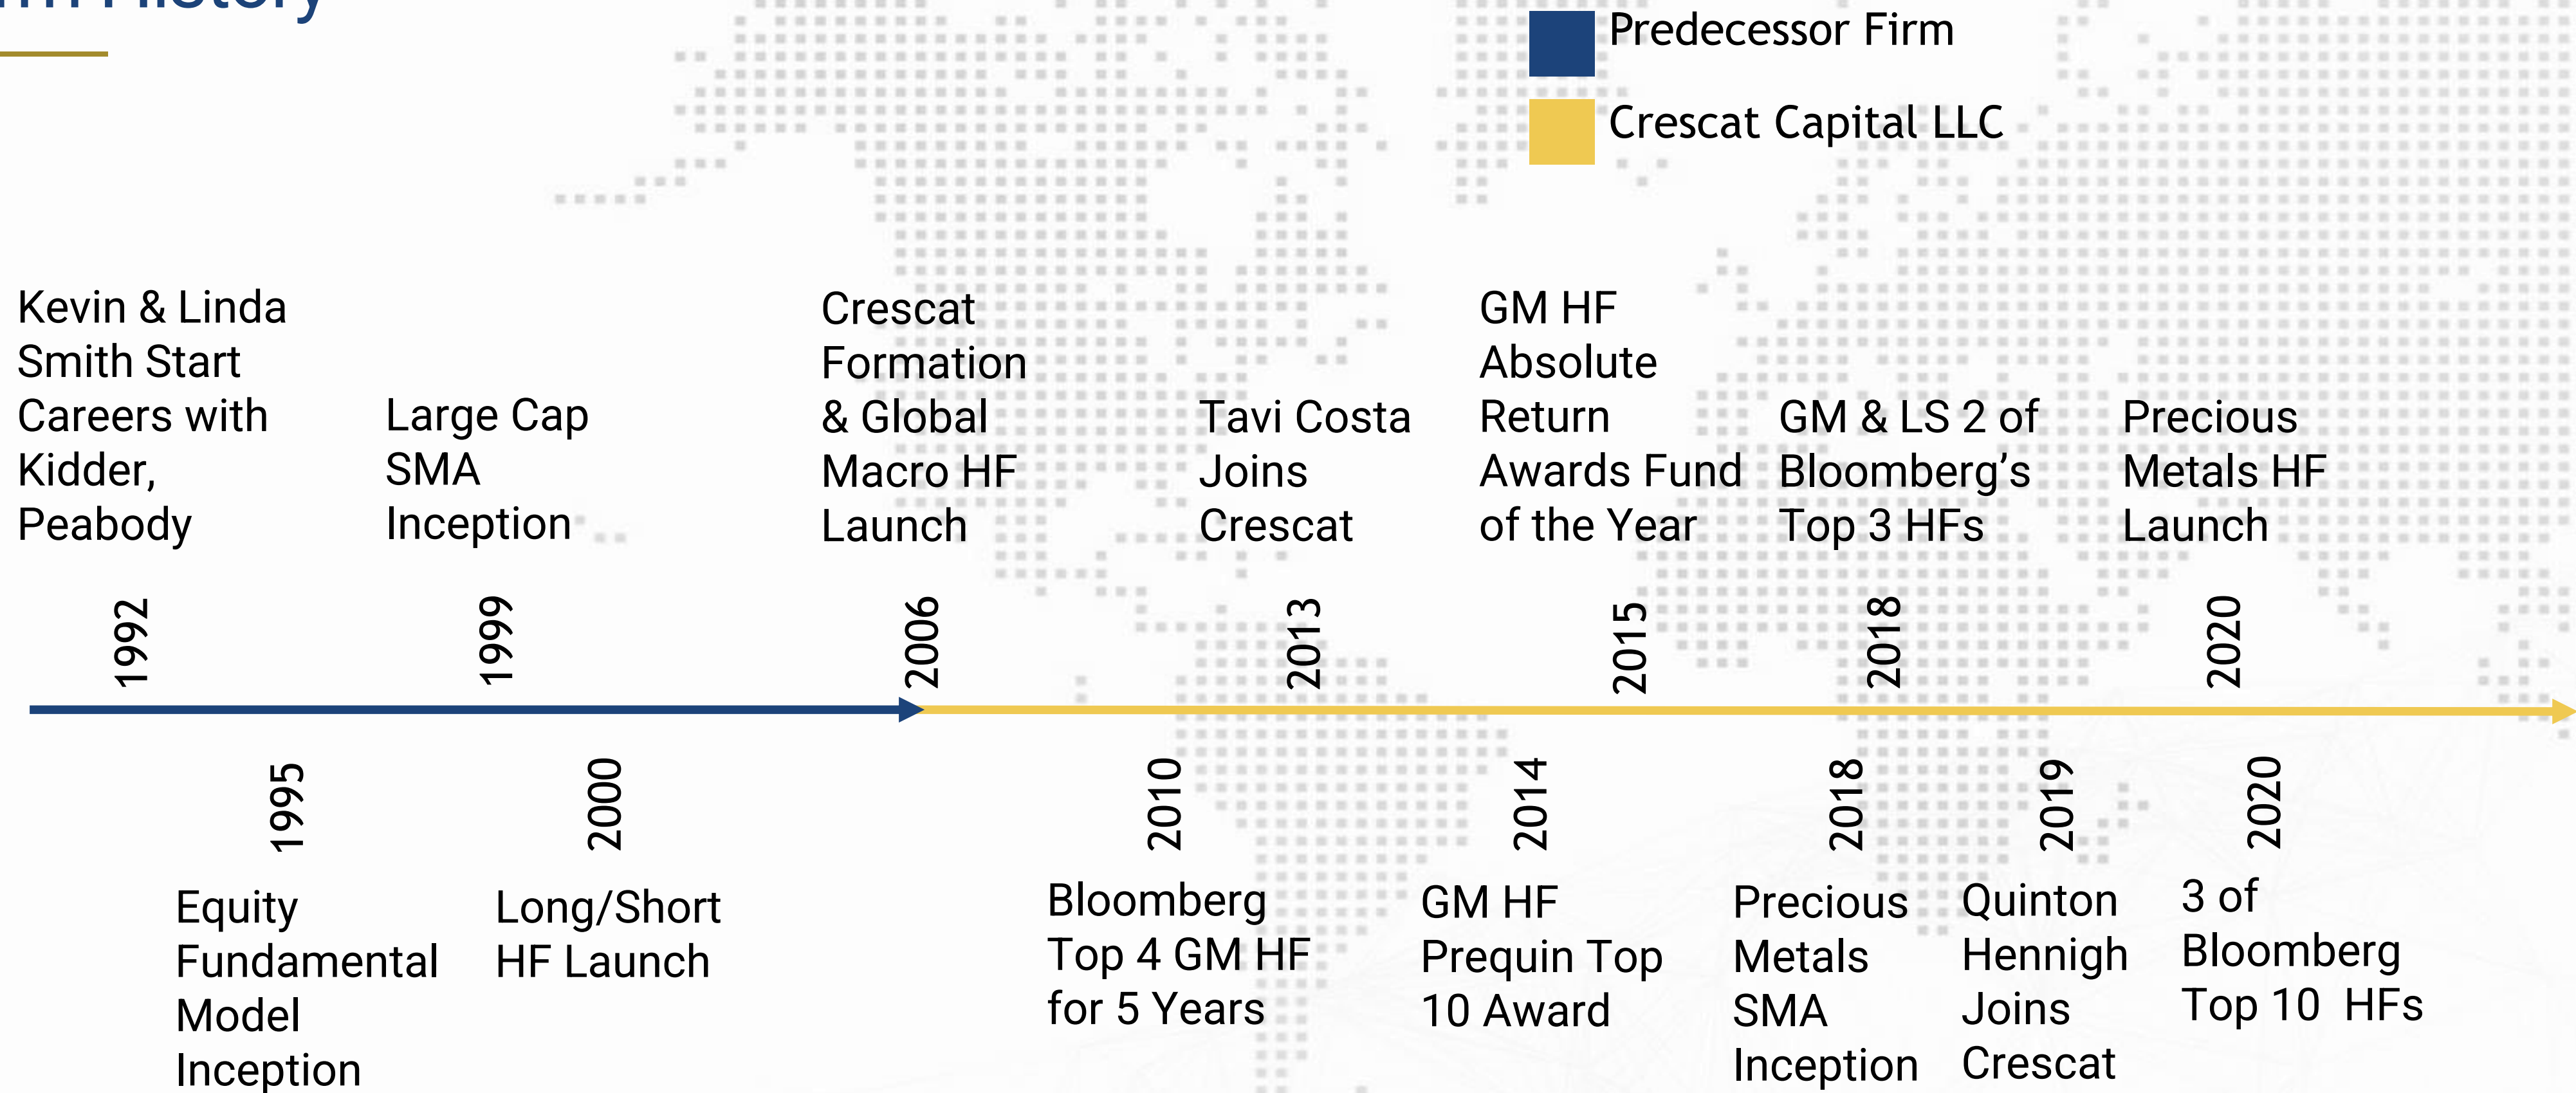 History
Predecessor Firm
Crescat Capital LLC
Kevin & Linda
Smith Start
Careers with
Kidder,
Peabody
Large Cap
SMA
Inception
Crescat
Formation
& Global
Macro HF
Launch
Tavi Costa
Joins
Crescat
GM HF
Absolute
Return
Awards Fund
of the Year
GM & LS 2 of
Bloomberg’s
Top 3 HFs
Precious
Metals HF
Launch
1992
1999
2006
2013
2015
2018
2020
1995
2000
2010
2014
2018
2019
2020
Equity
Fundamental
Model
Inception
Long/Short
HF Launch
Bloomberg
Top 4 GM HF
for 5 Years
GM HF
Prequin Top
10 Award
Precious
Metals
SMA
Inception
Quinton
Hennigh
Joins
Crescat
3 of
Bloomberg
Top 10 HFs